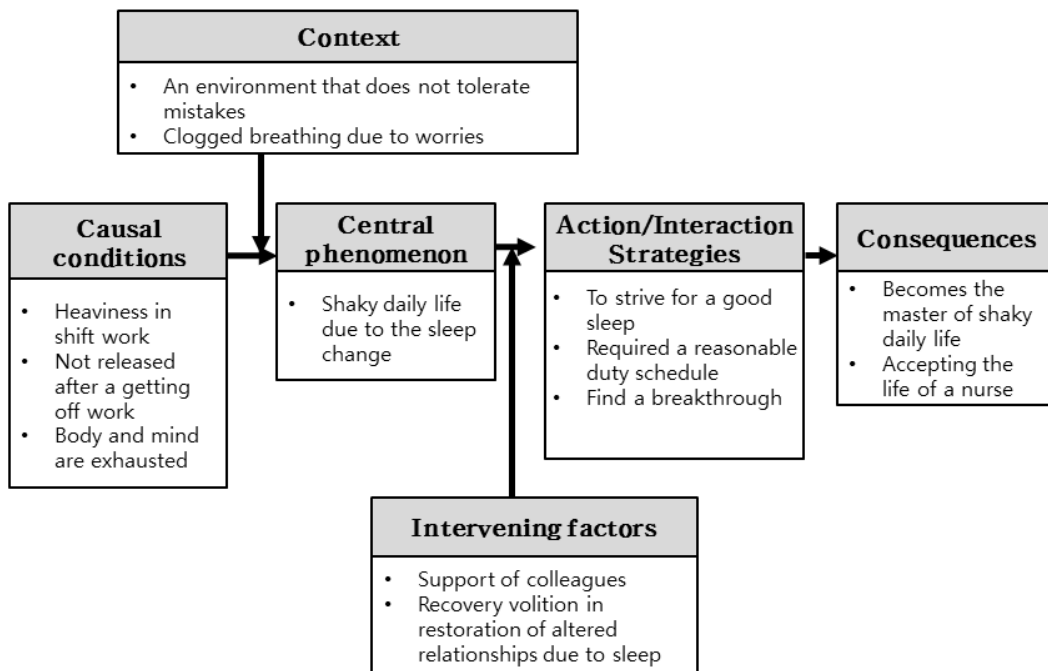 Context
• An environment that does not tolerate
mistakes
• Clogged breathing due to worries
Causal
conditions
• Heaviness in
shift work
• Not released
after a getting
off work
• Body and mind
are exhausted
Central
phenomenon
• Shaky daily life
due to the sleep
change
Action/Interaction
Strategies
• To strive for a good
sleep
• Required a reasonable
duty schedule
• Find a breakthrough
Consequences
• Becomes the
master of shaky
daily life
• Accepting the
life of a nurse
Intervening factors
• Support of colleagues
• Recovery volition in
restoration of altered
relationships due to sleep